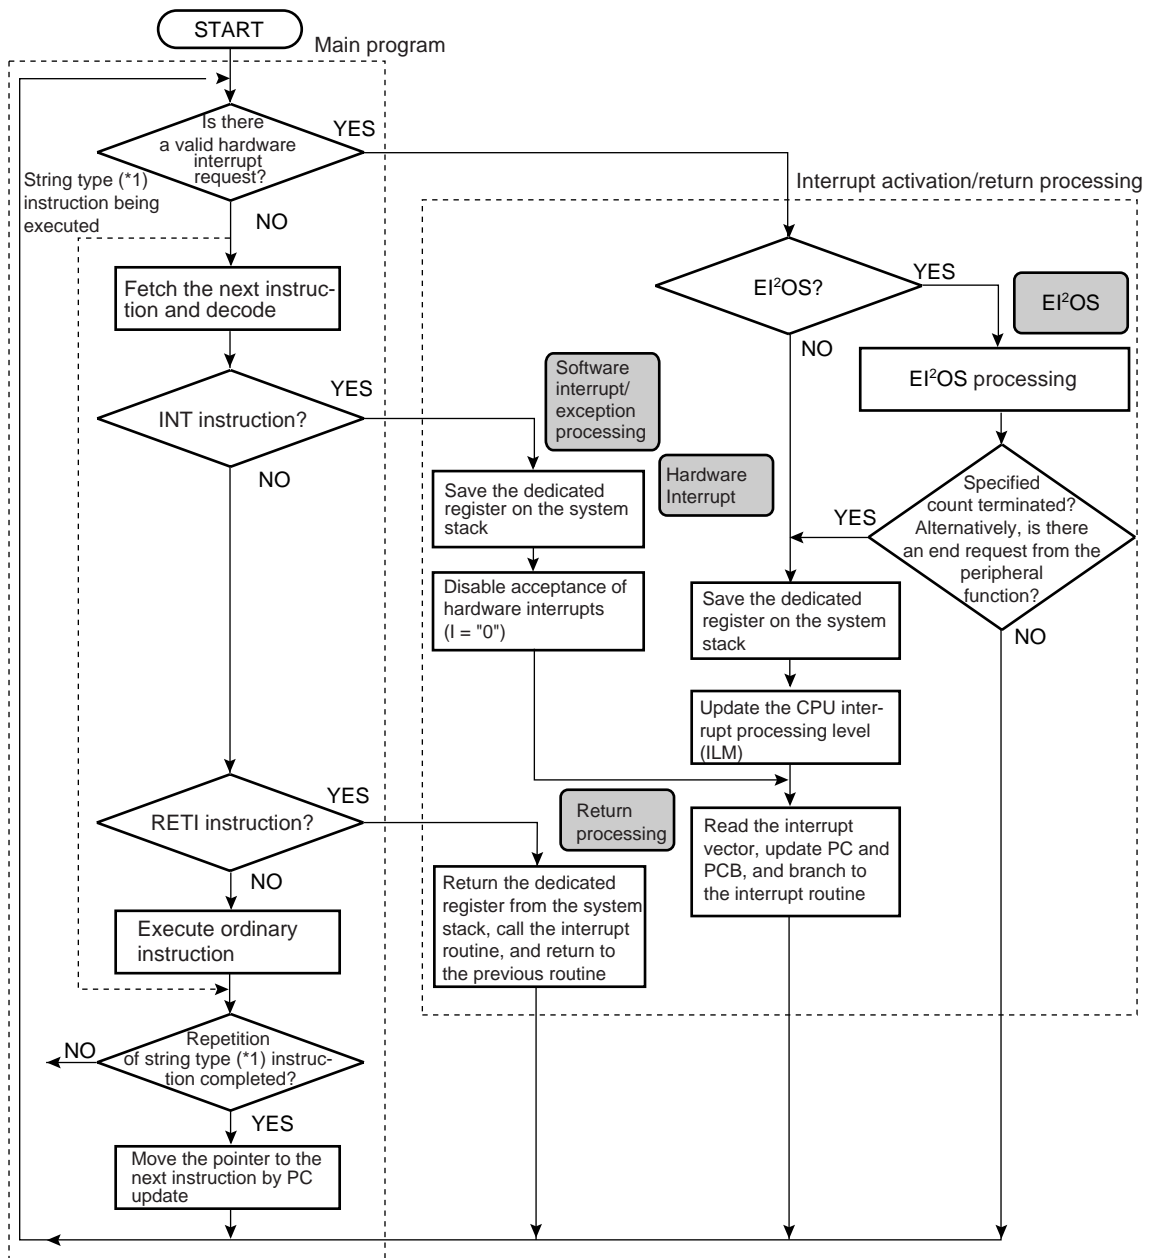 START
Main program
Is there
a valid hardware
interrupt
request?
YES
String type (*1)
instruction being
executed
NO
Interrupt activation/return processing
Fetch the next instruc-
tion and decode
EI²OS?
YES
EI²OS
NO
EI²OS processing
INT instruction?
YES
NO
Software
interrupt/
exception
processing
Save the dedicated
register on the system
stack
Hardware
Interrupt
Specified
count terminated?
Alternatively, is there
an end request from the
peripheral
function?
YES
NO
Disable acceptance of
hardware interrupts
(I = "0")
Save the dedicated
register on the system
stack
Update the CPU inter-
rupt processing level
(ILM)
RETI instruction?
YES
NO
Return
processing
Read the interrupt
vector, update PC and
PCB, and branch to
the interrupt routine
Return the dedicated
register from the system
stack, call the interrupt
routine, and return to
the previous routine
Execute ordinary
instruction
Repetition
of string type (*1) instruc-
tion completed?
NO
YES
Move the pointer to the
next instruction by PC
update